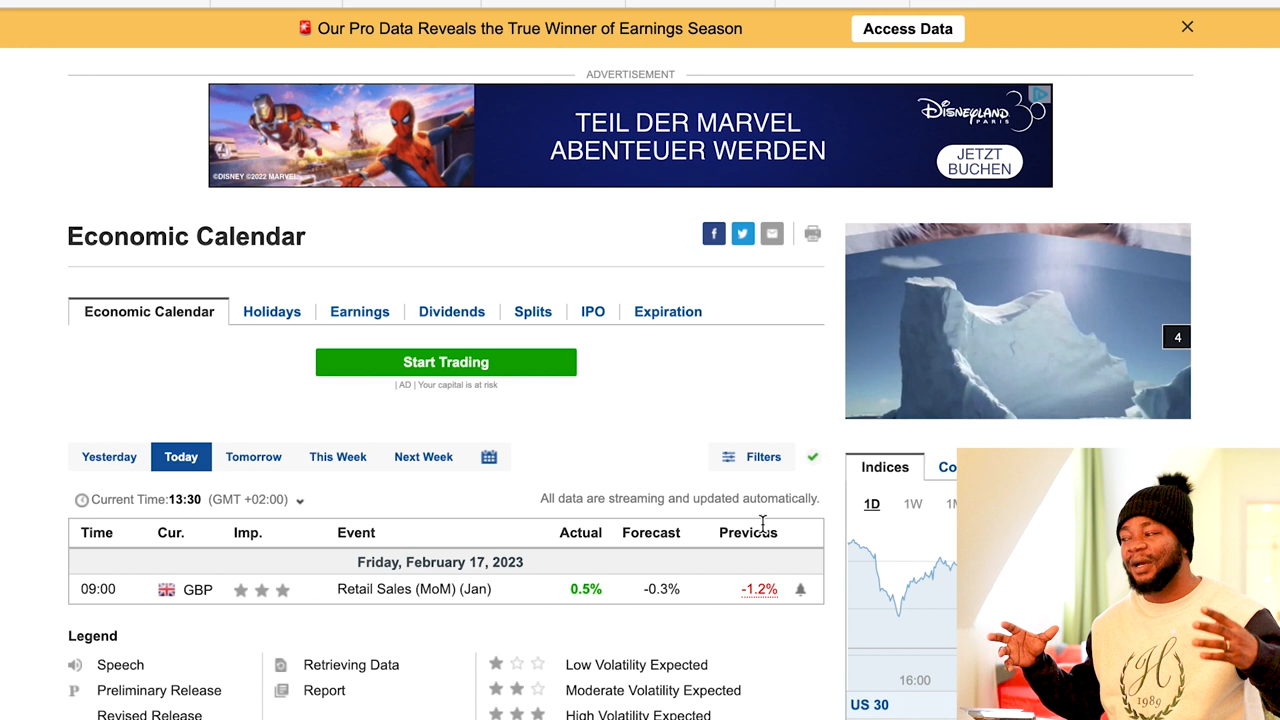 Our Pro Data Reveals the True Winner of Earnings Season
Access Data
ADVERTISEMENT
©DISNEY ©2022 MARVEL
TEIL DER MARVEL
ABENTEUER WERDEN
DISNEYLAND
PARIS
30
JETZT
BUCHEN
Economic Calendar
Economic Calendar
Holidays
Earnings
Dividends
Splits
IPO
Expiration
Start Trading
| AD | Your capital is at risk
4
Yesterday
Today
Tomorrow
This Week
Next Week
Filters
Current Time:13:30 (GMT +02:00)
All data are streaming and updated automatically.
Time Cur. Imp. Event Actual Forecast Previous
Friday, February 17, 2023
09:00 GBP Retail Sales (MoM) (Jan) 0.5% -0.3% -1.2%
Legend
Speech
Retrieving Data
Low Volatility Expected
P Preliminary Release
Report
Moderate Volatility Expected
Revised Release
High Volatility Expected
Indices
Co
1D
1W
16:00
US 30
H
1989